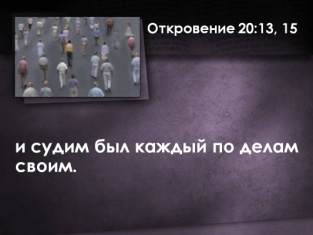 Откровение 20:13, 15
и судим был каждый по делам
своим.